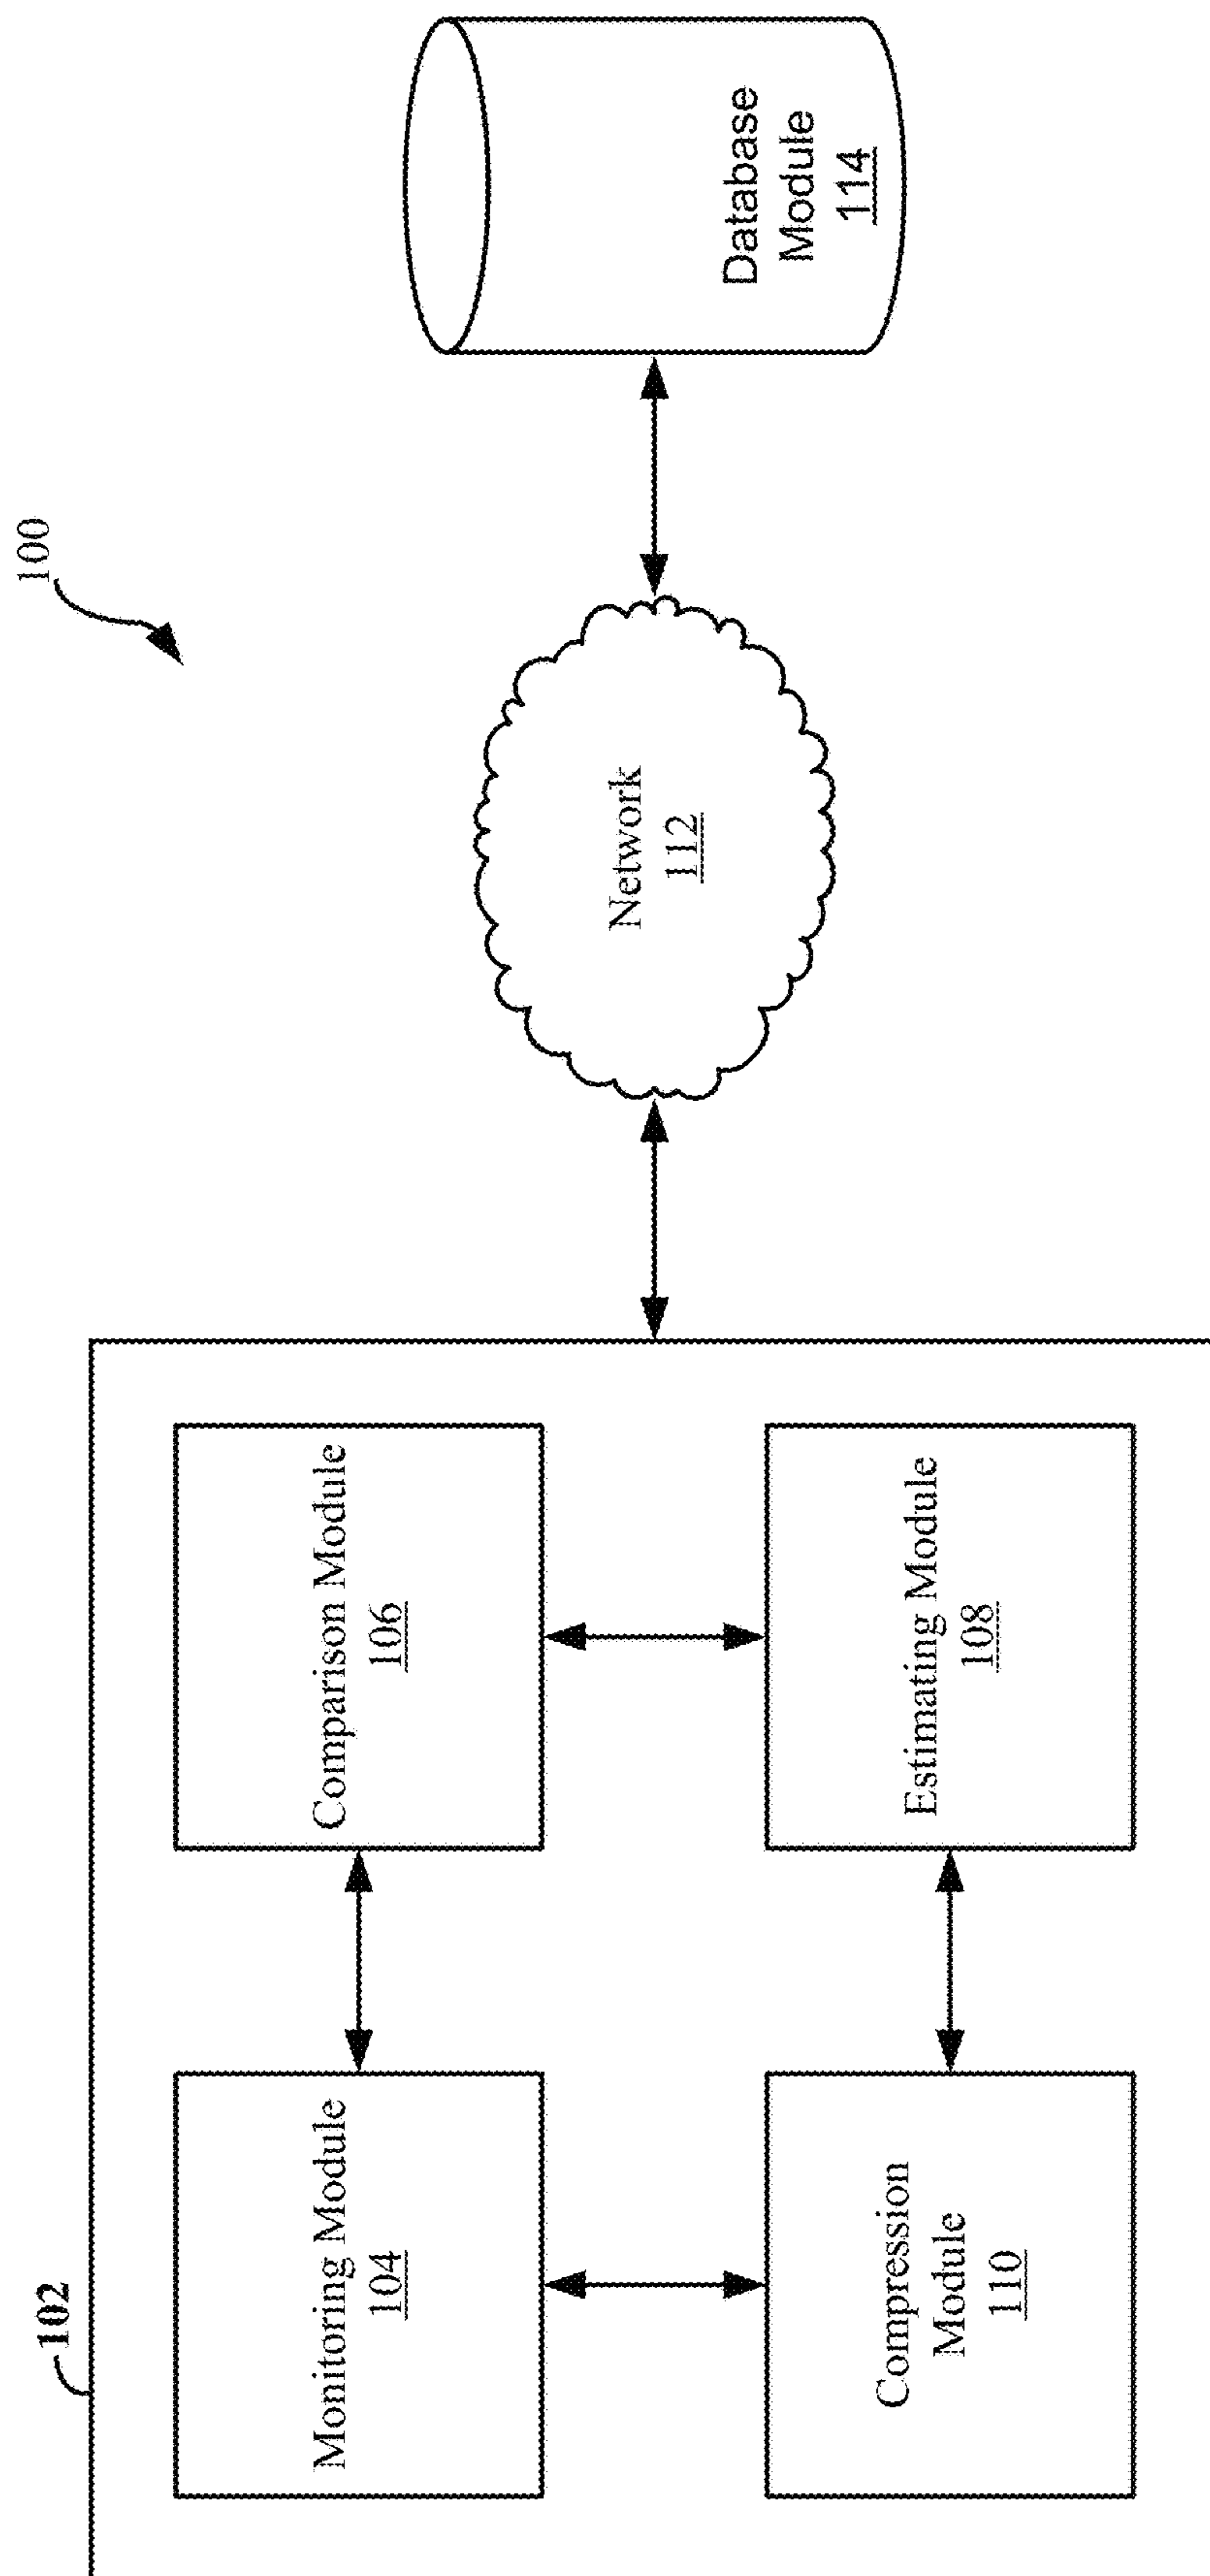 100
102
Monitoring Module
104
Comparison Module
106
Compression
Module
110
Estimating Module
108
Network
112
Database
Module
114